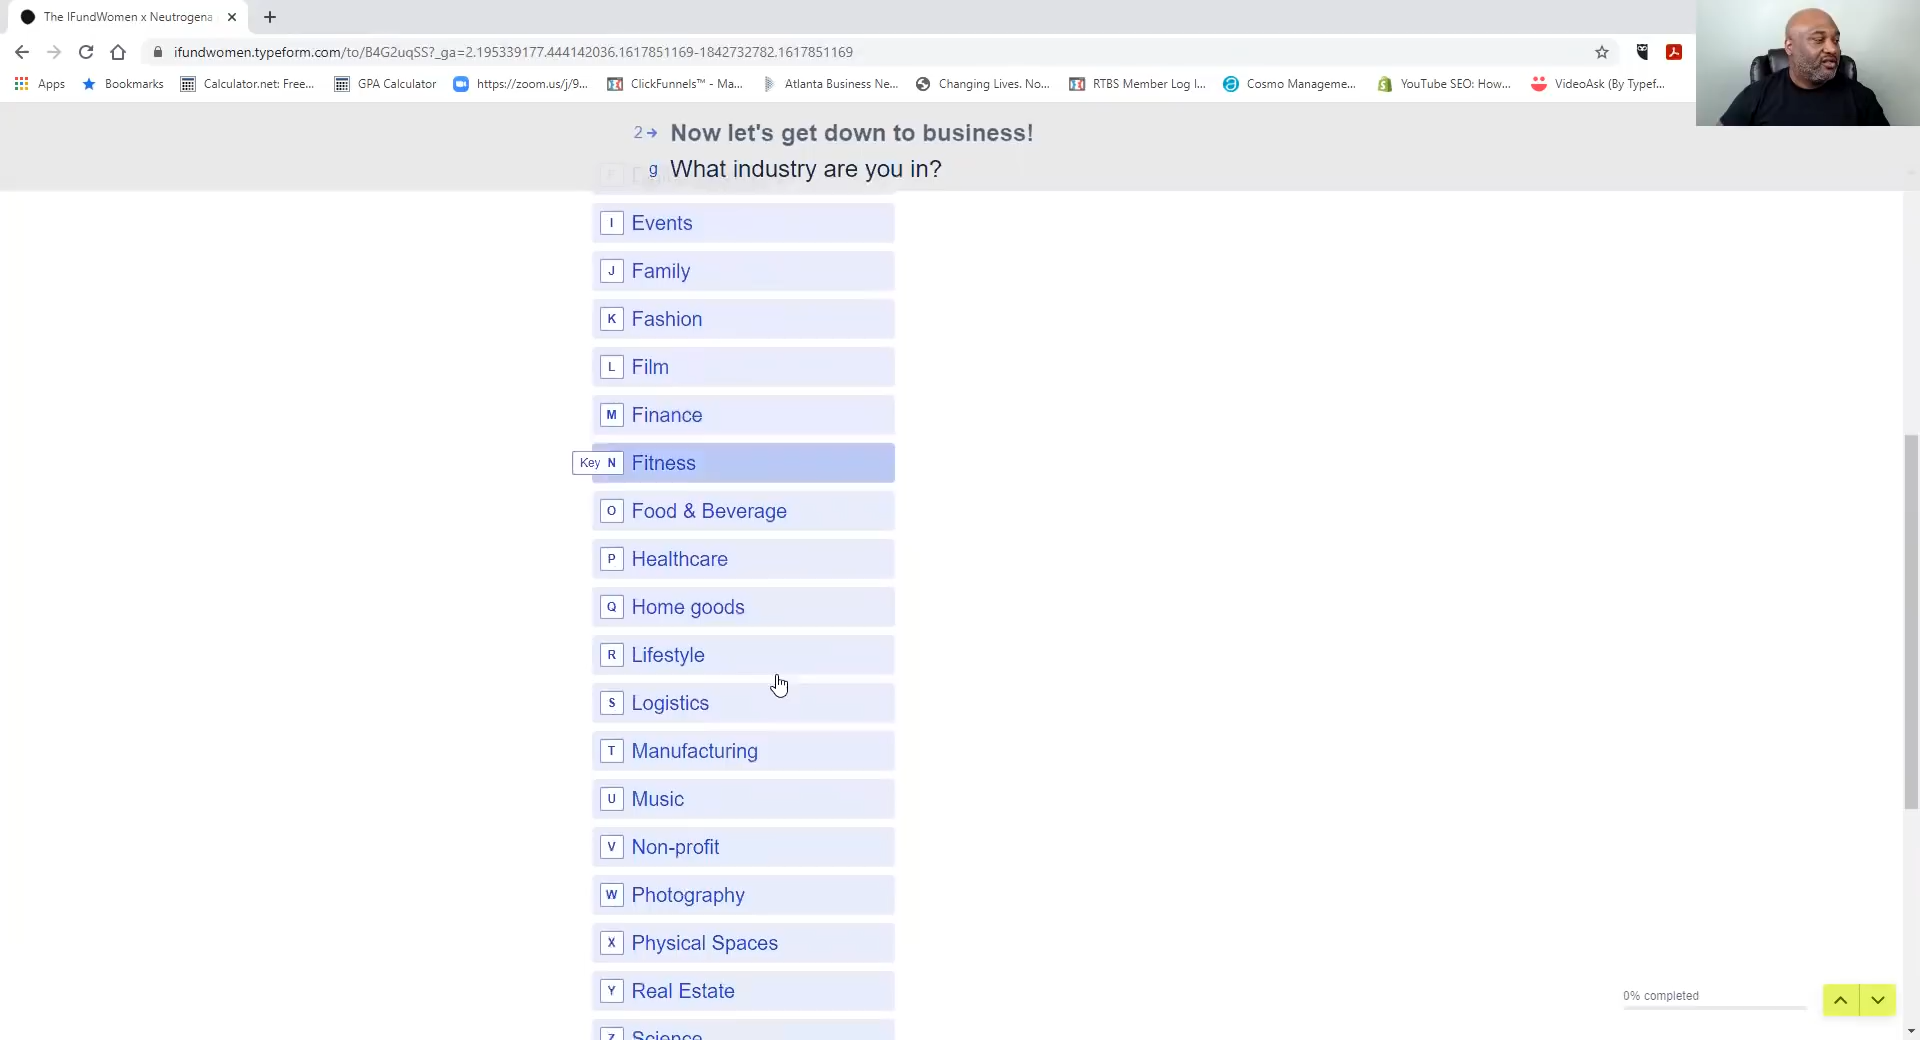 The IFundWomen x Neutrogena
ifundwomen.typeform.com/to/B4G2uqSS?_ga=2.195339177.444142036.1617851169-1842732782.1617851169
Apps Bookmarks Calculator.net: Free... GPA Calculator https://zoom.us/j/9... ClickFunnels™ - Ma... Atlanta Business Ne... Changing Lives. No... RTBS Member Log I... Cosmo Manageme... YouTube SEO: How... VideoAsk (By Typef...
2 Now let's get down to business!
g What industry are you in?
I Events
J Family
K Fashion
L Film
M Finance
Key N Fitness
O Food & Beverage
P Healthcare
Q Home goods
R Lifestyle
S Logistics
T Manufacturing
U Music
V Non-profit
W Photography
X Physical Spaces
Y Real Estate
Z Science
0% completed